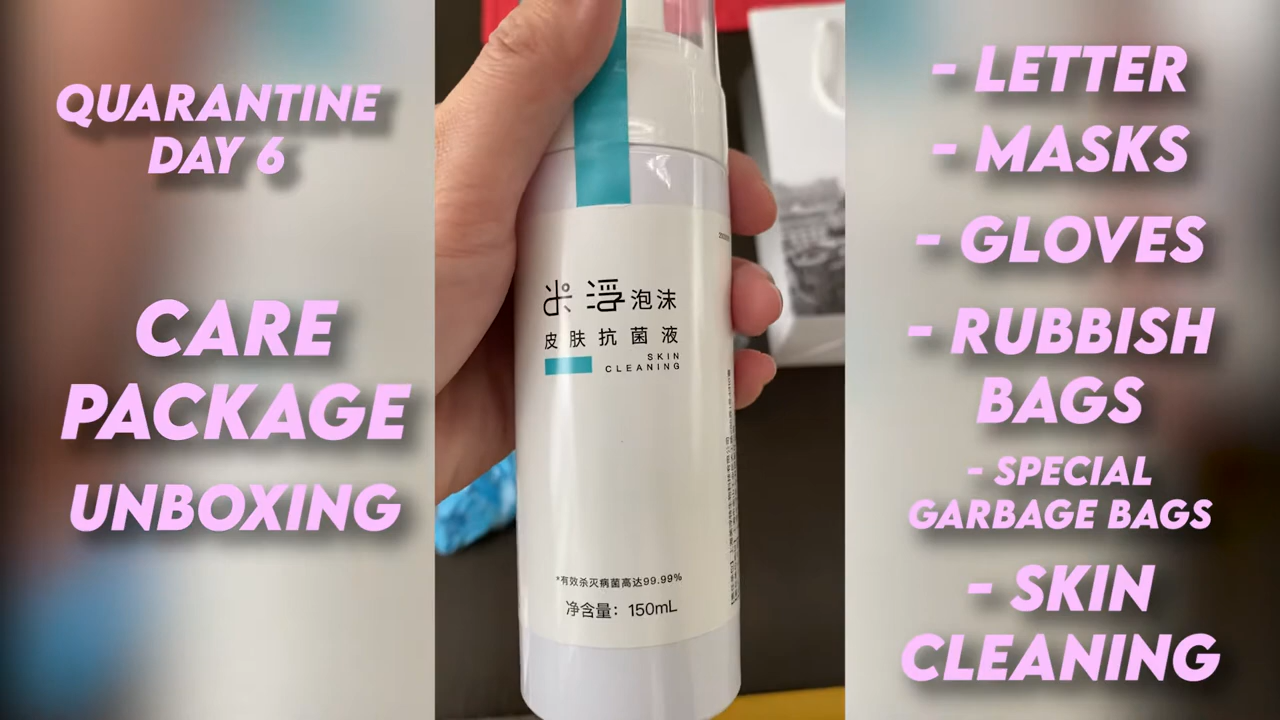 QUARANTINE
DAY 6
CARE
PACKAGE
UNBOXING
米浮泡沫
皮肤抗菌液
SKIN
CLEANING
*有效杀灭病菌高达99.99%
净含量：150mL
- LETTER
- MASKS
- GLOVES
- RUBBISH
BAGS
- SPECIAL
GARBAGE BAGS
- SKIN
CLEANING